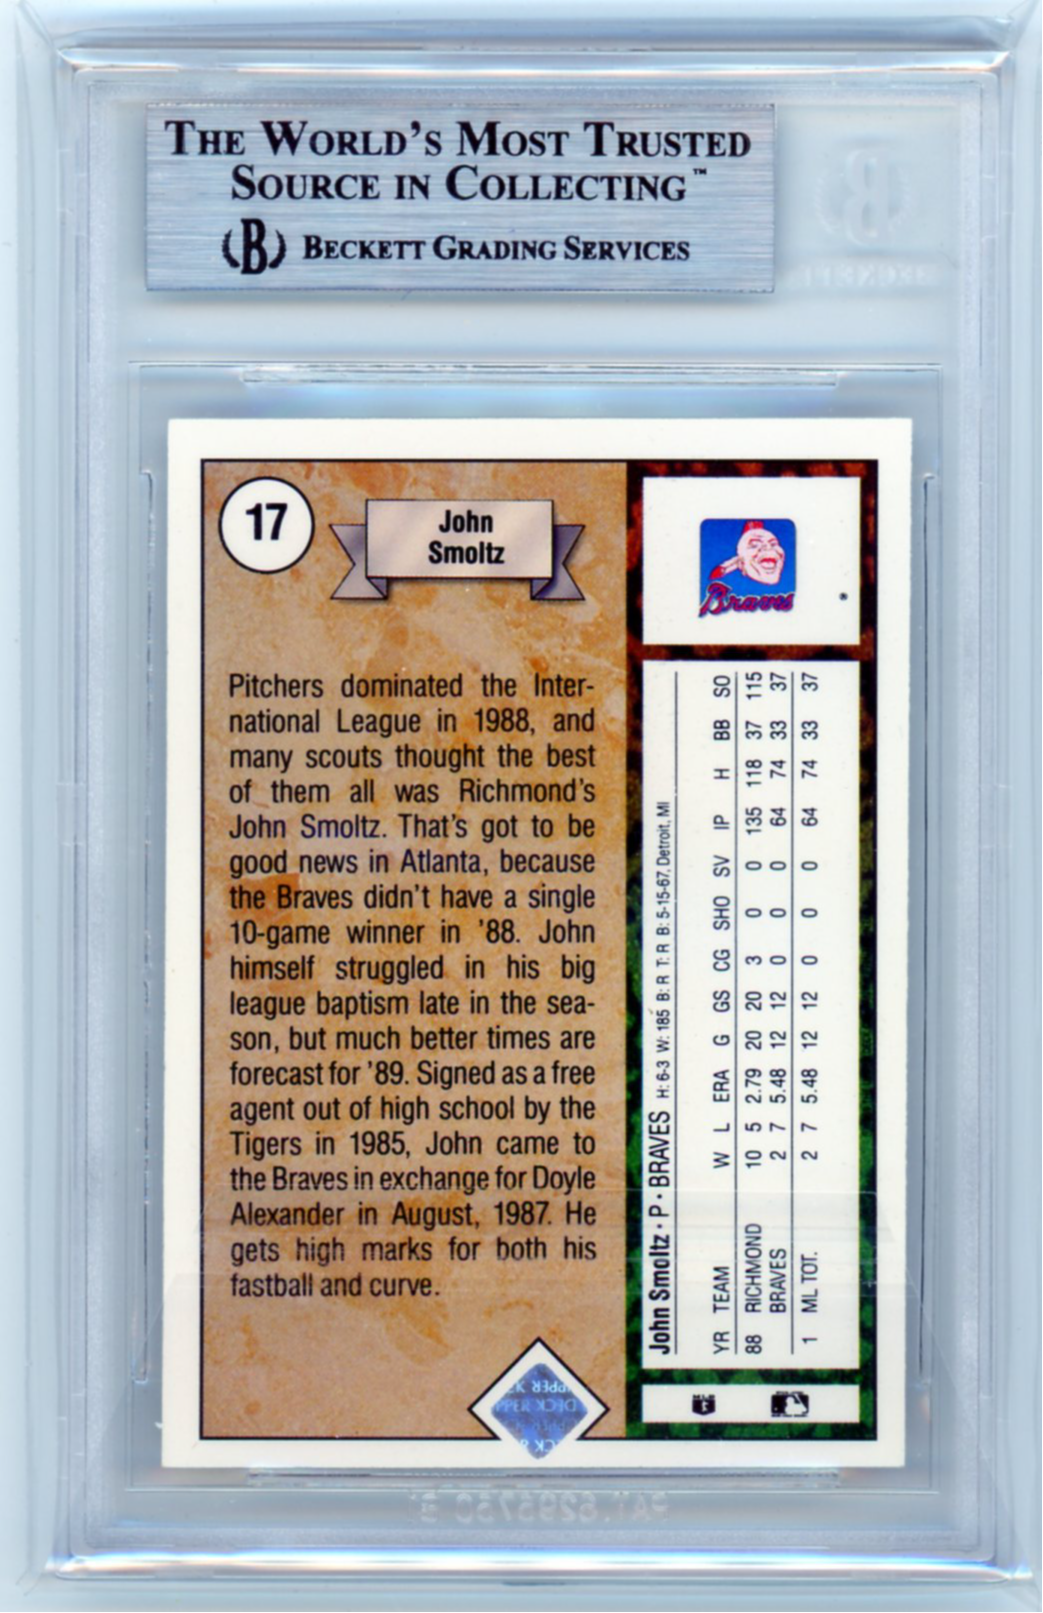 THE WORLD'S MOST TRUSTED
SOURCE IN COLLECTING™
B BECKETT GRADING SERVICES
17
John
Smoltz
Braves
®
Pitchers dominated the Inter-
national League in 1988, and
many scouts thought the best
of them all was Richmond's
John Smoltz. That's got to be
good news in Atlanta, because
the Braves didn't have a single
10-game winner in '88. John
himself struggled in his big
league baptism late in the sea-
son, but much better times are
forecast for '89. Signed as a free
agent out of high school by the
Tigers in 1985, John came to
the Braves in exchange for Doyle
Alexander in August, 1987. He
gets high marks for both his
fastball and curve.
John Smoltz • P • BRAVES H: 6-3 W: 185 B: R T: R B: 5-15-67, Detroit, MI
YR TEAM W L ERA G GS CG SHO SV IP H BB SO
88 RICHMOND 10 5 2.79 20 20 3 0 0 135 118 37 115
BRAVES 2 7 5.48 12 12 0 0 0 64 74 33 37
1 ML TOT. 2 7 5.48 12 12 0 0 0 64 74 33 37
UPPER DECK
PAT. 6295750 B